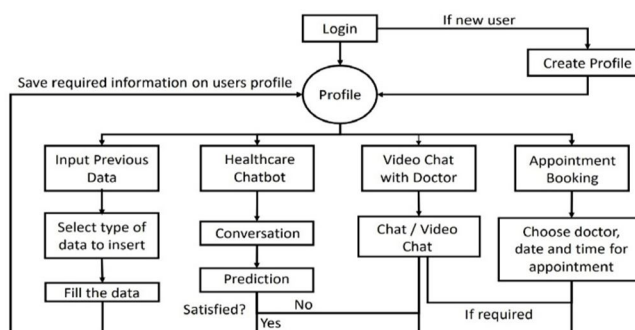 Login
If new user
Create Profile
Save required information on users profile
Profile
Input Previous
Data
Healthcare
Chatbot
Video Chat
with Doctor
Appointment
Booking
Select type of
data to insert
Conversation
Chat / Video
Chat
Choose doctor,
date and time for
appointment
Prediction
Fill the data
Satisfied?
No
If required
Yes